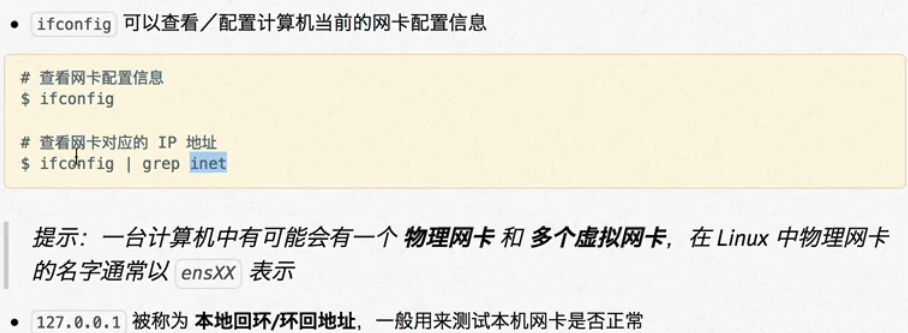 • ifconfig 可以查看／配置计算机当前的网卡配置信息
# 查看网卡配置信息
$ ifconfig
# 查看网卡对应的 IP 地址
$ ifconfig | grep inet
提示：一台计算机中有可能会有一个 物理网卡 和 多个虚拟网卡，在 Linux 中物理网卡
的名字通常以 ensXX 表示
• 127.0.0.1 被称为 本地回环/环回地址，一般用来测试本机网卡是否正常